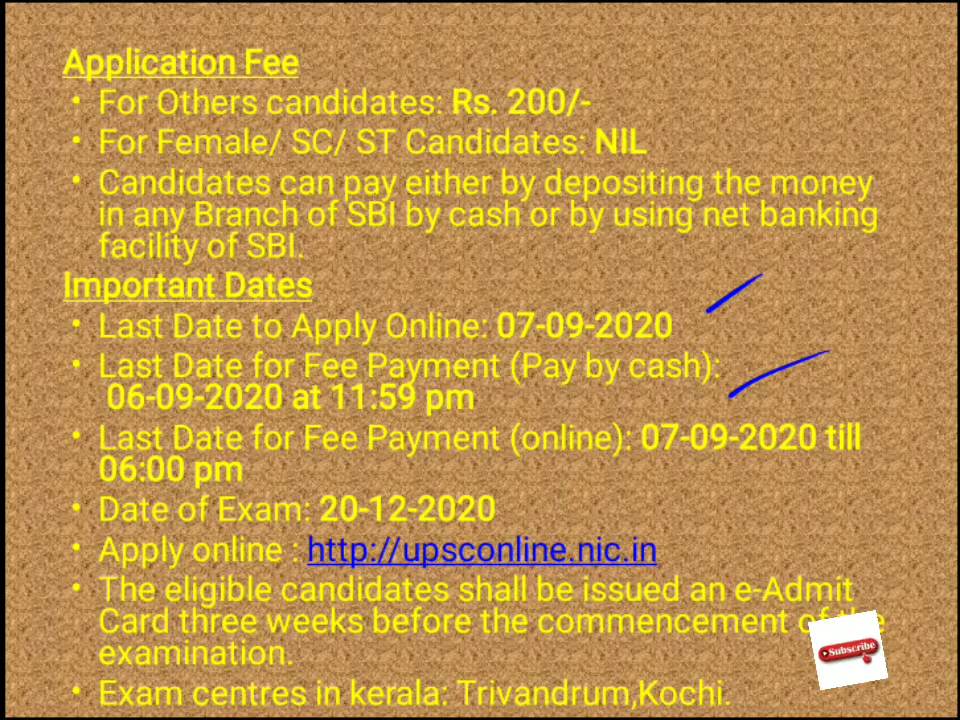 Application Fee
• For Others candidates: Rs. 200/-
• For Female/ SC/ ST Candidates: NIL
• Candidates can pay either by depositing the money
in any Branch of SBI by cash or by using net banking
facility of SBI.
Important Dates
• Last Date to Apply Online: 07-09-2020
• Last Date for Fee Payment (Pay by cash):
06-09-2020 at 11:59 pm
• Last Date for Fee Payment (online): 07-09-2020 till
06:00 pm
• Date of Exam: 20-12-2020
• Apply online : http://upsconline.nic.in
• The eligible candidates shall be issued an e-Admit
Card three weeks before the commencement of the
examination.
Subscribe
• Exam centres in kerala: Trivandrum,Kochi.